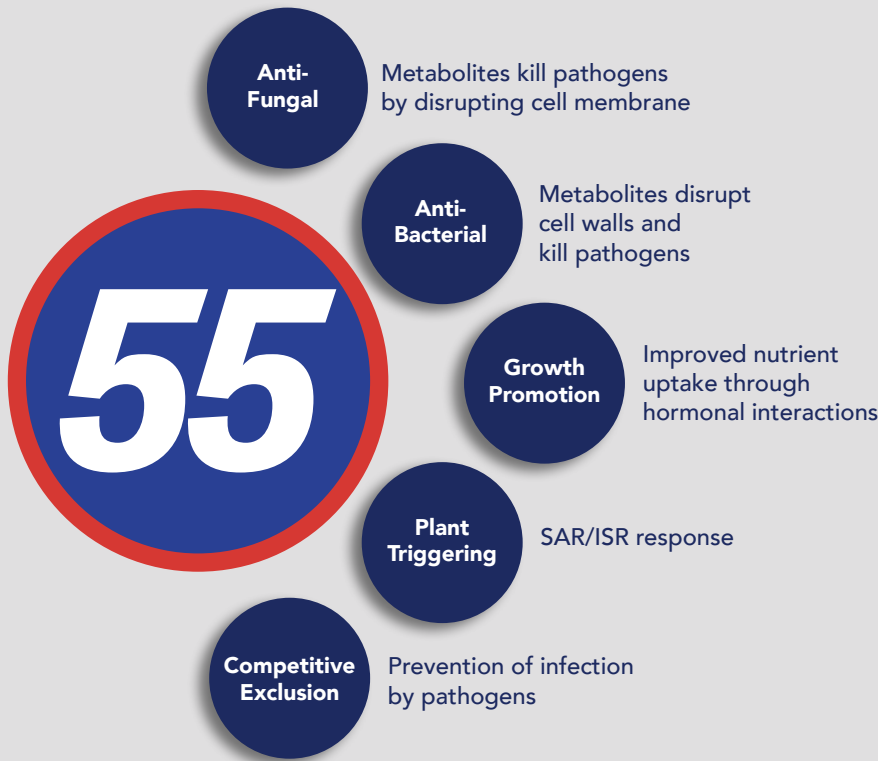 Anti-
Fungal
Metabolites kill pathogens
by disrupting cell membrane
Anti-
Bacterial
Metabolites disrupt
cell walls and
kill pathogens
55
Growth
Promotion
Improved nutrient
uptake through
hormonal interactions
Plant
Triggering
SAR/ISR response
Competitive
Exclusion
Prevention of infection
by pathogens